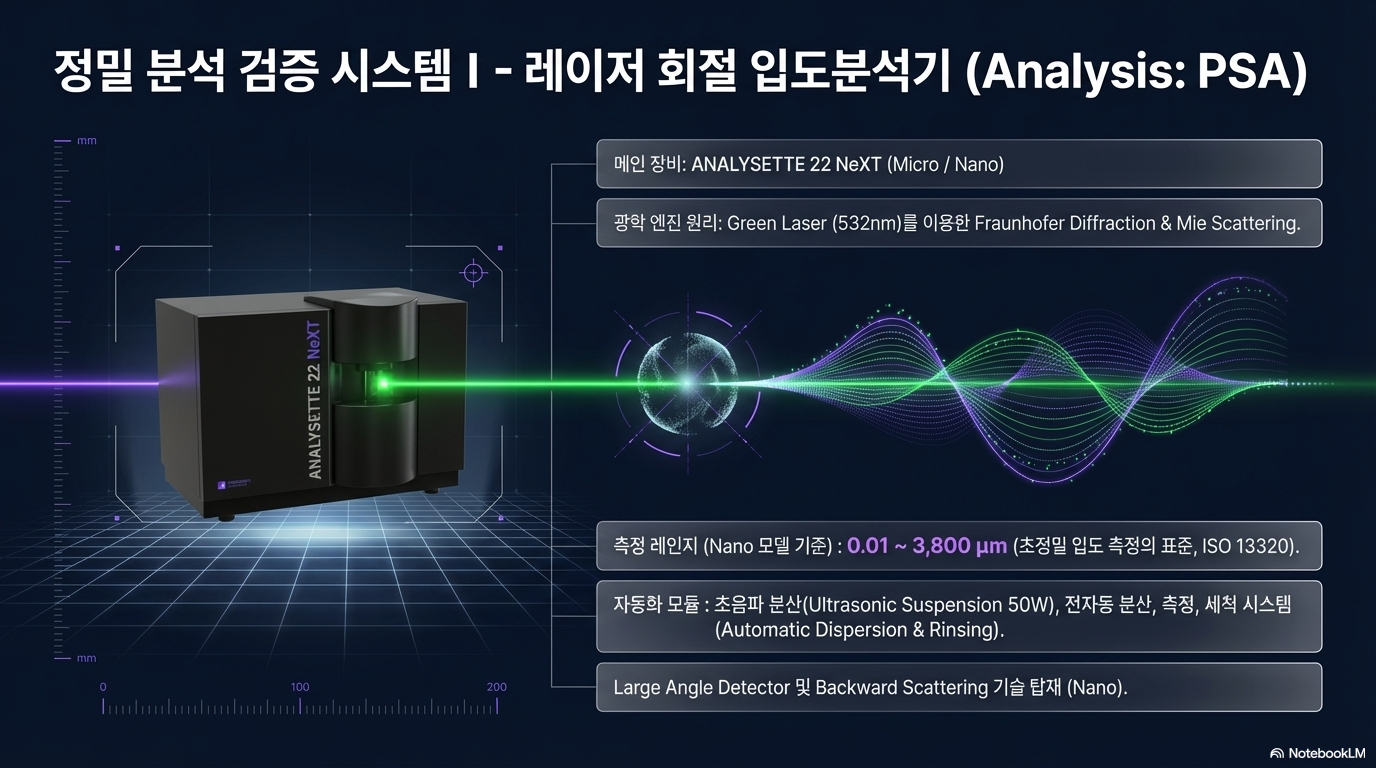 정밀 분석 검증 시스템 I - 레이저 회절 입도분석기 (Analysis: PSA)
mm
메인 장비: ANALYSETTE 22 NeXT (Micro / Nano)
광학 엔진 원리: Green Laser (532nm)를 이용한 Fraunhofer Diffraction & Mie Scattering.
ANALYSETTE 22 NeXT
측정 레인지 (Nano 모델 기준) : 0.01 ~ 3,800 µm (초정밀 입도 측정의 표준, ISO 13320).
자동화 모듈 : 초음파 분산(Ultrasonic Suspension 50W), 전자동 분산, 측정, 세척 시스템
(Automatic Dispersion & Rinsing).
mm
0 100 200
Large Angle Detector 및 Backward Scattering 기술 탑재 (Nano).
NotebookLM